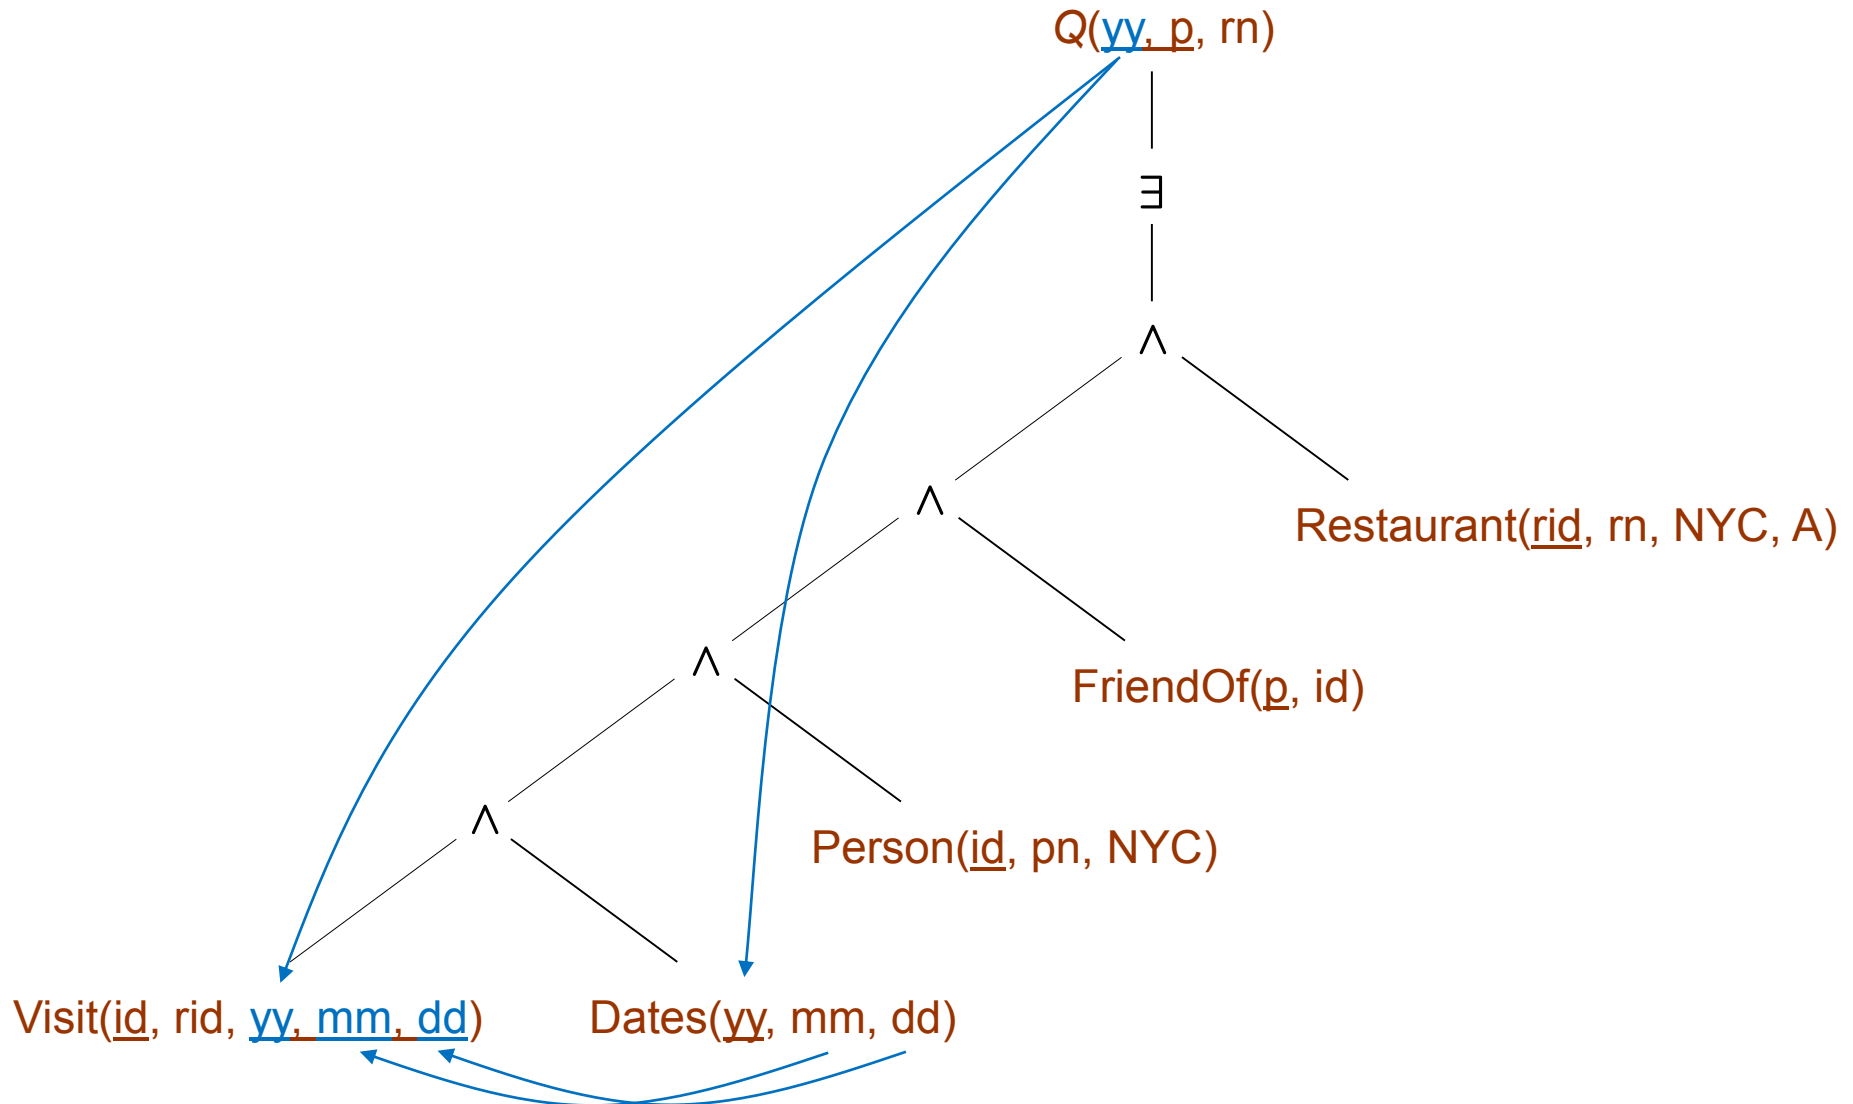 Q(yy, p, rn)
∃
∧
∧
Restaurant(rid, rn, NYC, A)
∧
FriendOf(p, id)
∧
Person(id, pn, NYC)
Visit(id, rid, yy, mm, dd)
Dates(yy, mm, dd)